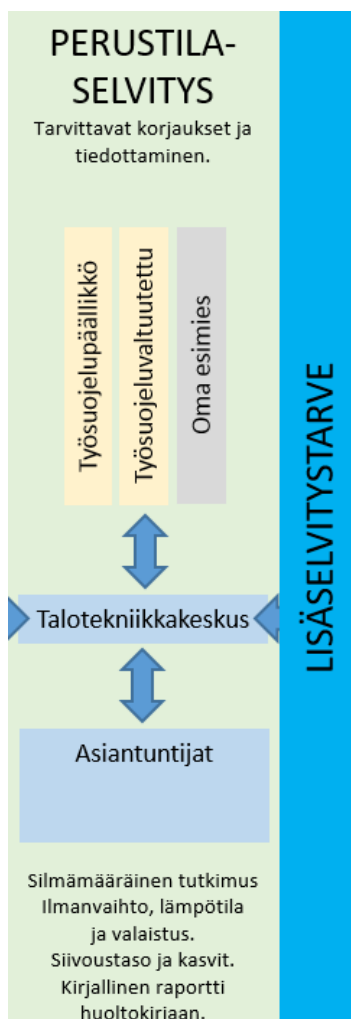 PERUSTILA-
SELVITYS
Tarvittavat korjaukset ja
tiedottaminen.
Työsuojelupäällikkö
Työsuojeluvaltuutettu
Oma esimies
Talotekniikkakeskus
Asiantuntijat
Silmämääräinen tutkimus
Ilmanvaihto, lämpötila
ja valaistus.
Siivoustaso ja kasvit.
Kirjallinen raportti
huoltokirjaan.
LISÄSELVITYSTARVE